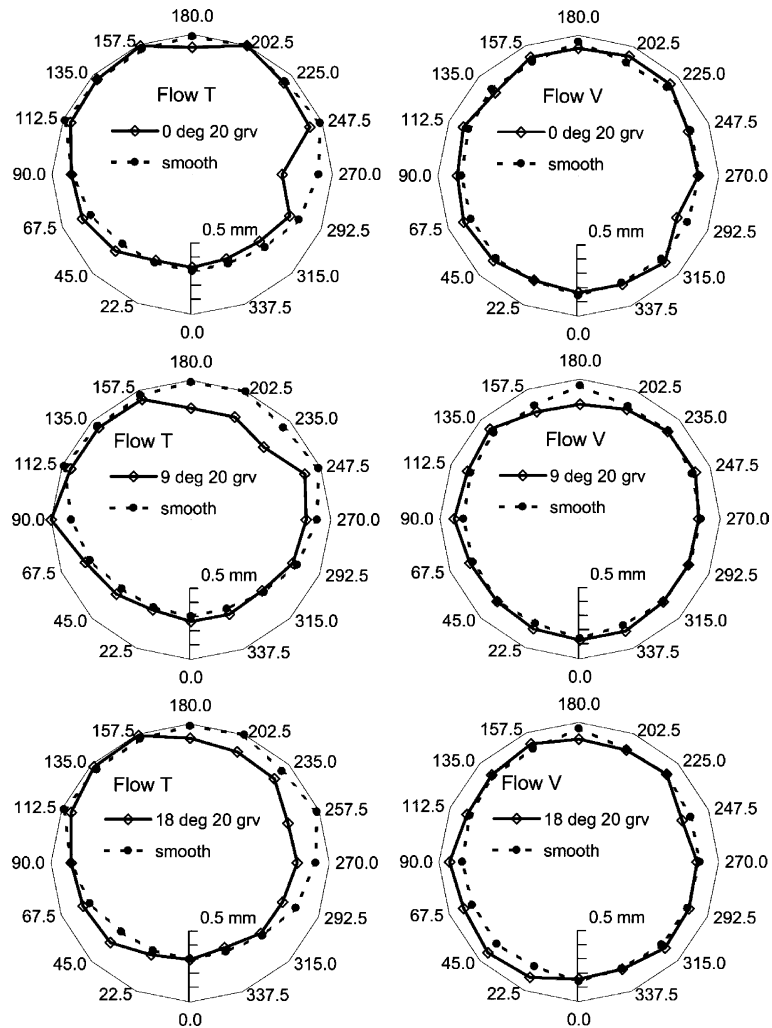 180.0
157.5 202.5
135.0 225.0
Flow T
112.5 247.5
0 deg 20 grv
smooth
90.0 270.0
0.5 mm
67.5 292.5
45.0 315.0
22.5 337.5
0.0
180.0
157.5 202.5
135.0 225.0
Flow V
112.5 247.5
0 deg 20 grv
smooth
90.0 270.0
0.5 mm
67.5 292.5
45.0 315.0
22.5 337.5
0.0
180.0
157.5 202.5
135.0 235.0
Flow T
112.5 247.5
9 deg 20 grv
smooth
90.0 270.0
0.5 mm
67.5 292.5
45.0 315.0
22.5 337.5
0.0
180.0
157.5 202.5
135.0 235.0
Flow V
112.5 247.5
9 deg 20 grv
smooth
90.0 270.0
0.5 mm
67.5 292.5
45.0 315.0
22.5 337.5
0.0
180.0
157.5 202.5
135.0 235.0
Flow T
112.5 257.5
18 deg 20 grv
smooth
90.0 270.0
0.5 mm
67.5 292.5
45.0 315.0
22.5 337.5
0.0
180.0
157.5 202.5
135.0 225.0
Flow V
112.5 247.5
18 deg 20 grv
smooth
90.0 270.0
0.5 mm
67.5 292.5
45.0 315.0
22.5 337.5
0.0